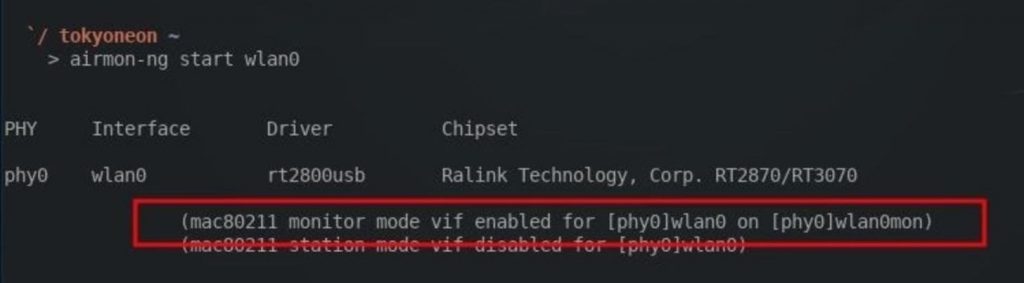 `/ tokyoneon ~
> airmon-ng start wlan0
PHY Interface Driver Chipset
phy0 wlan0 rt2800usb Ralink Technology, Corp. RT2870/RT3070
(mac80211 monitor mode vif enabled for [phy0]wlan0 on [phy0]wlan0mon)
(mac80211 station mode vif disabled for [phy0]wlan0)